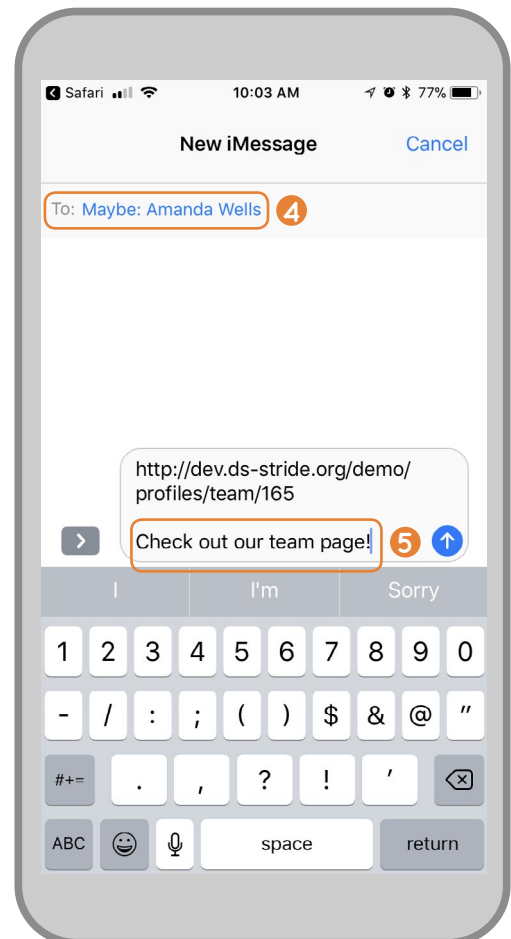 Safari 10:03 AM 77%
New iMessage Cancel
To: Maybe: Amanda Wells 4
http://dev.ds-stride.org/demo/
profiles/team/165
Check out our team page! 5
I I'm Sorry
1 2 3 4 5 6 7 8 9 0
- / : ; ( ) $ & @ "
#+= . , ? ! '
ABC space return